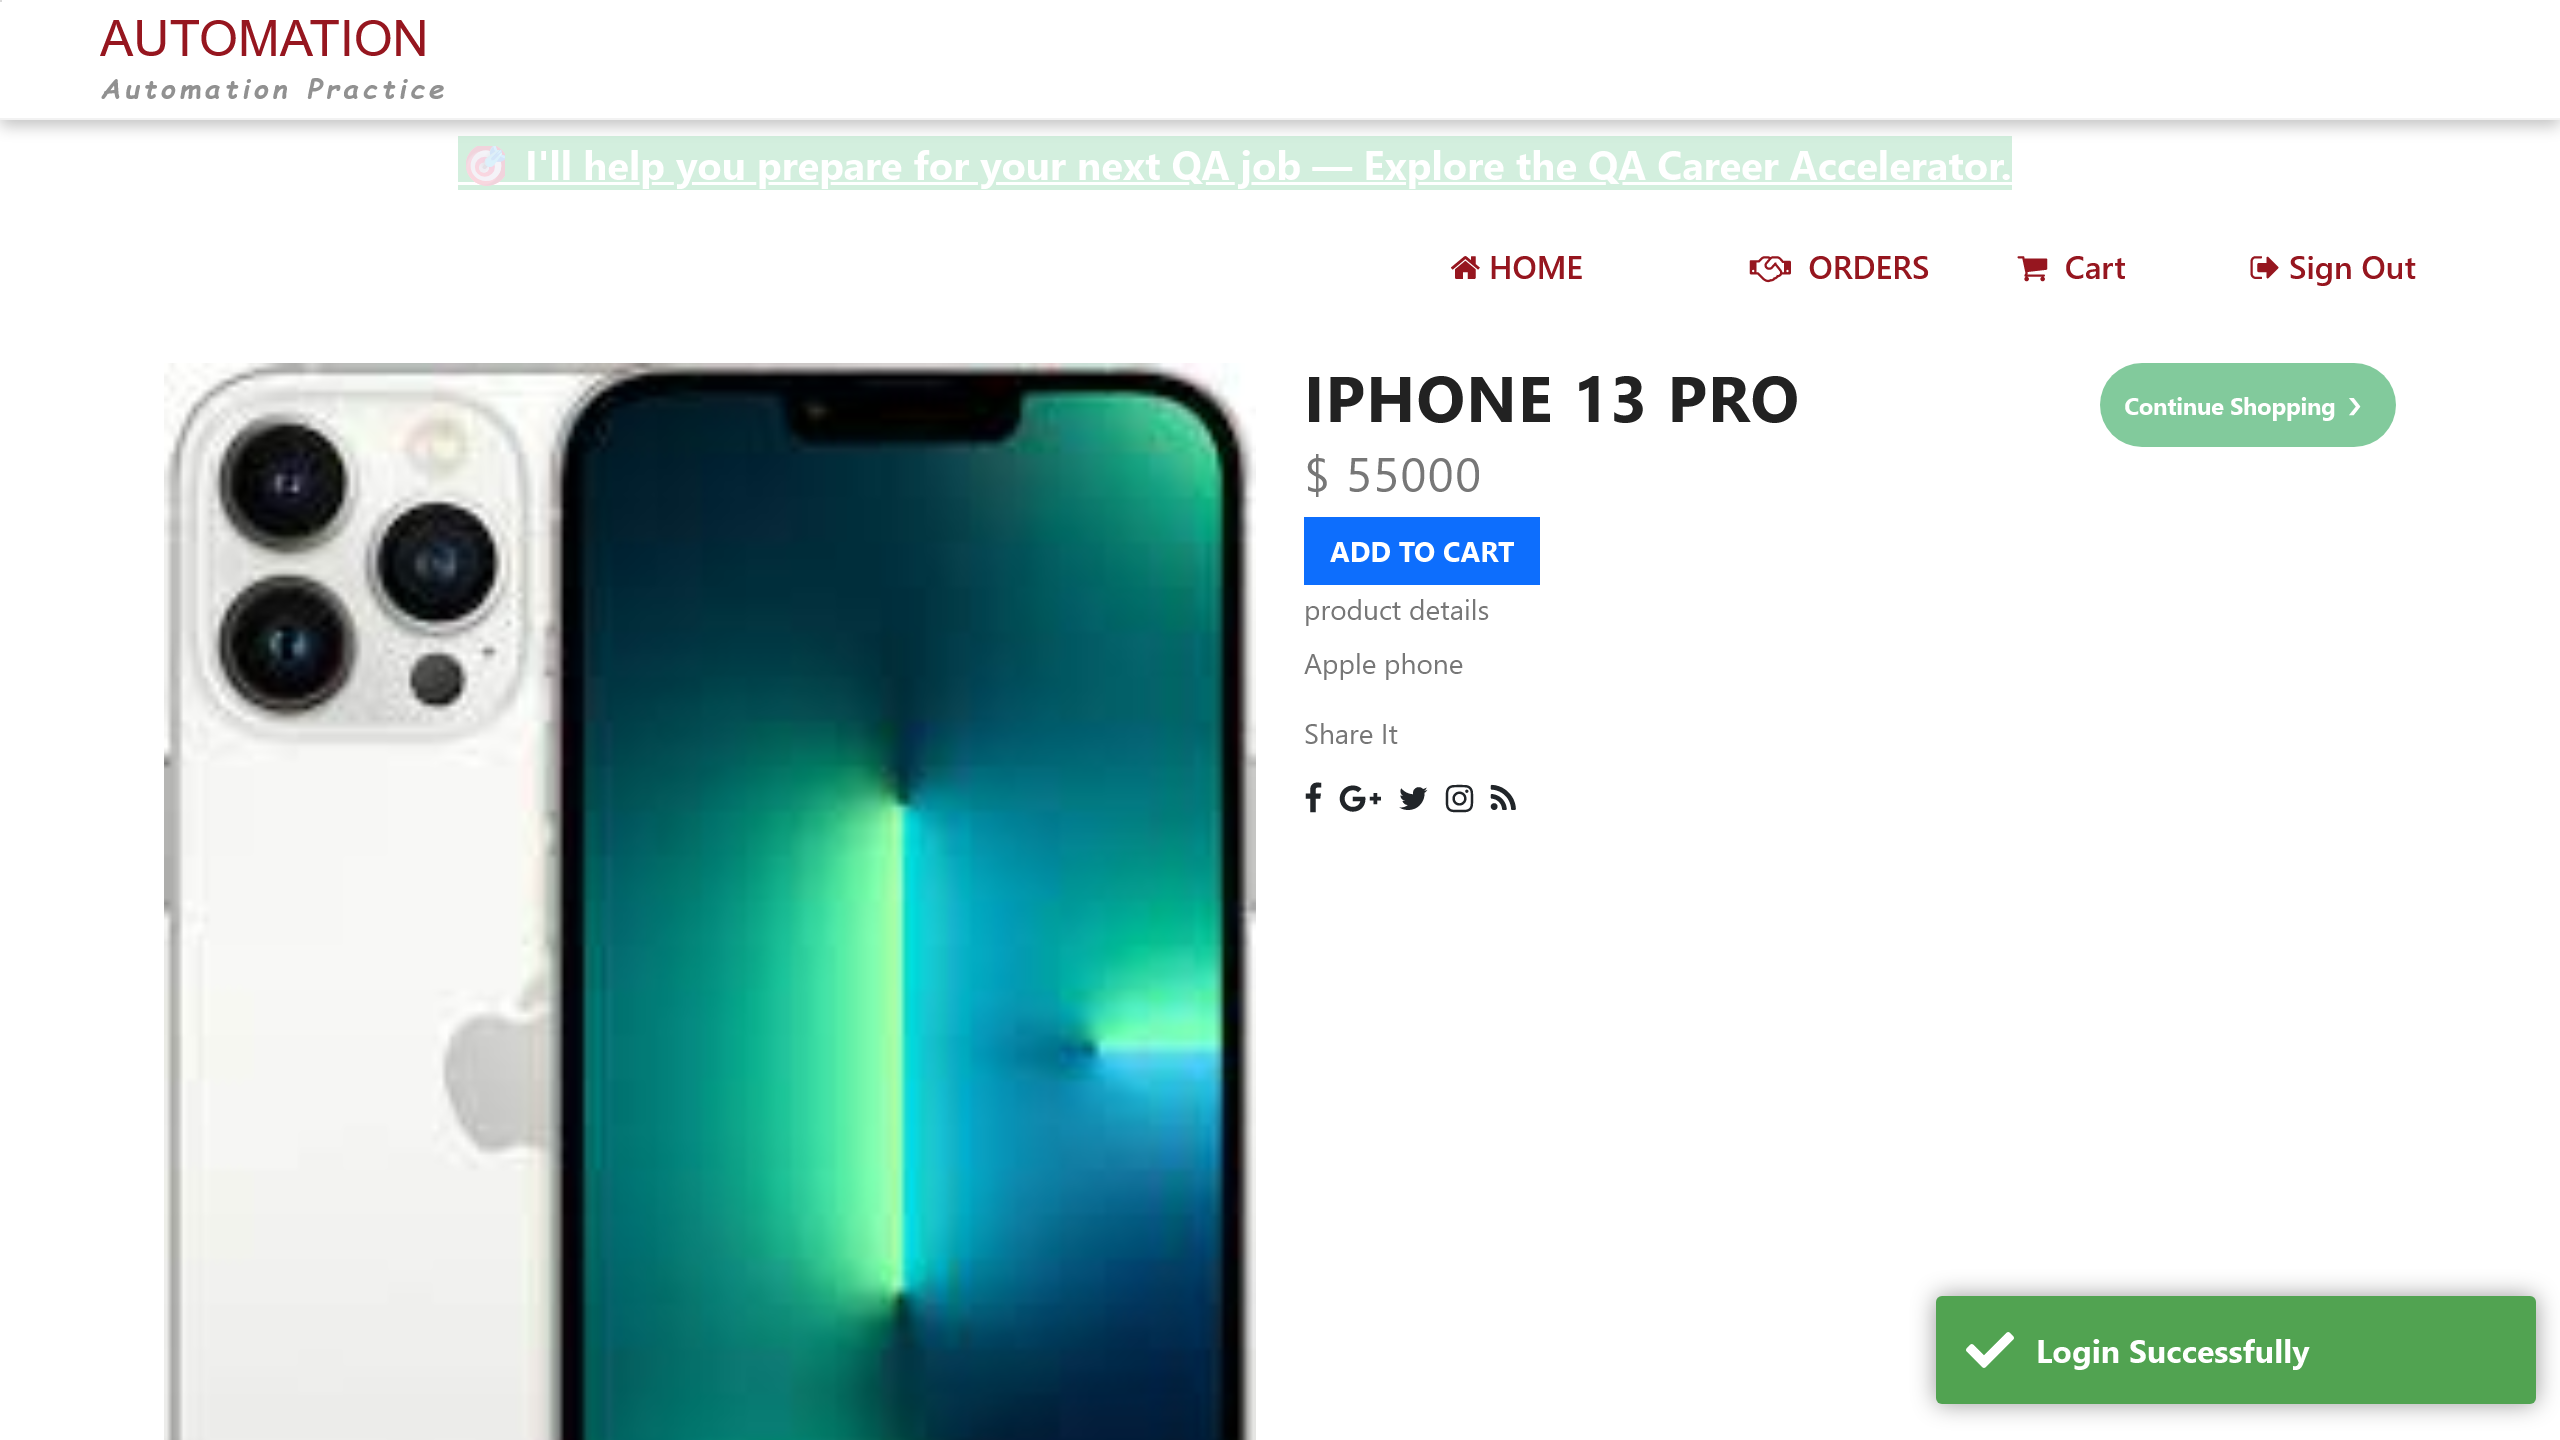 AUTOMATION
Automation Practice
🎯 I'll help you prepare for your next QA job — Explore the QA Career Accelerator.
HOME ORDERS Cart Sign Out
IPHONE 13 PRO
Continue Shopping ❯
$ 55000
ADD TO CART
product details
Apple phone
Share It
Login Successfully